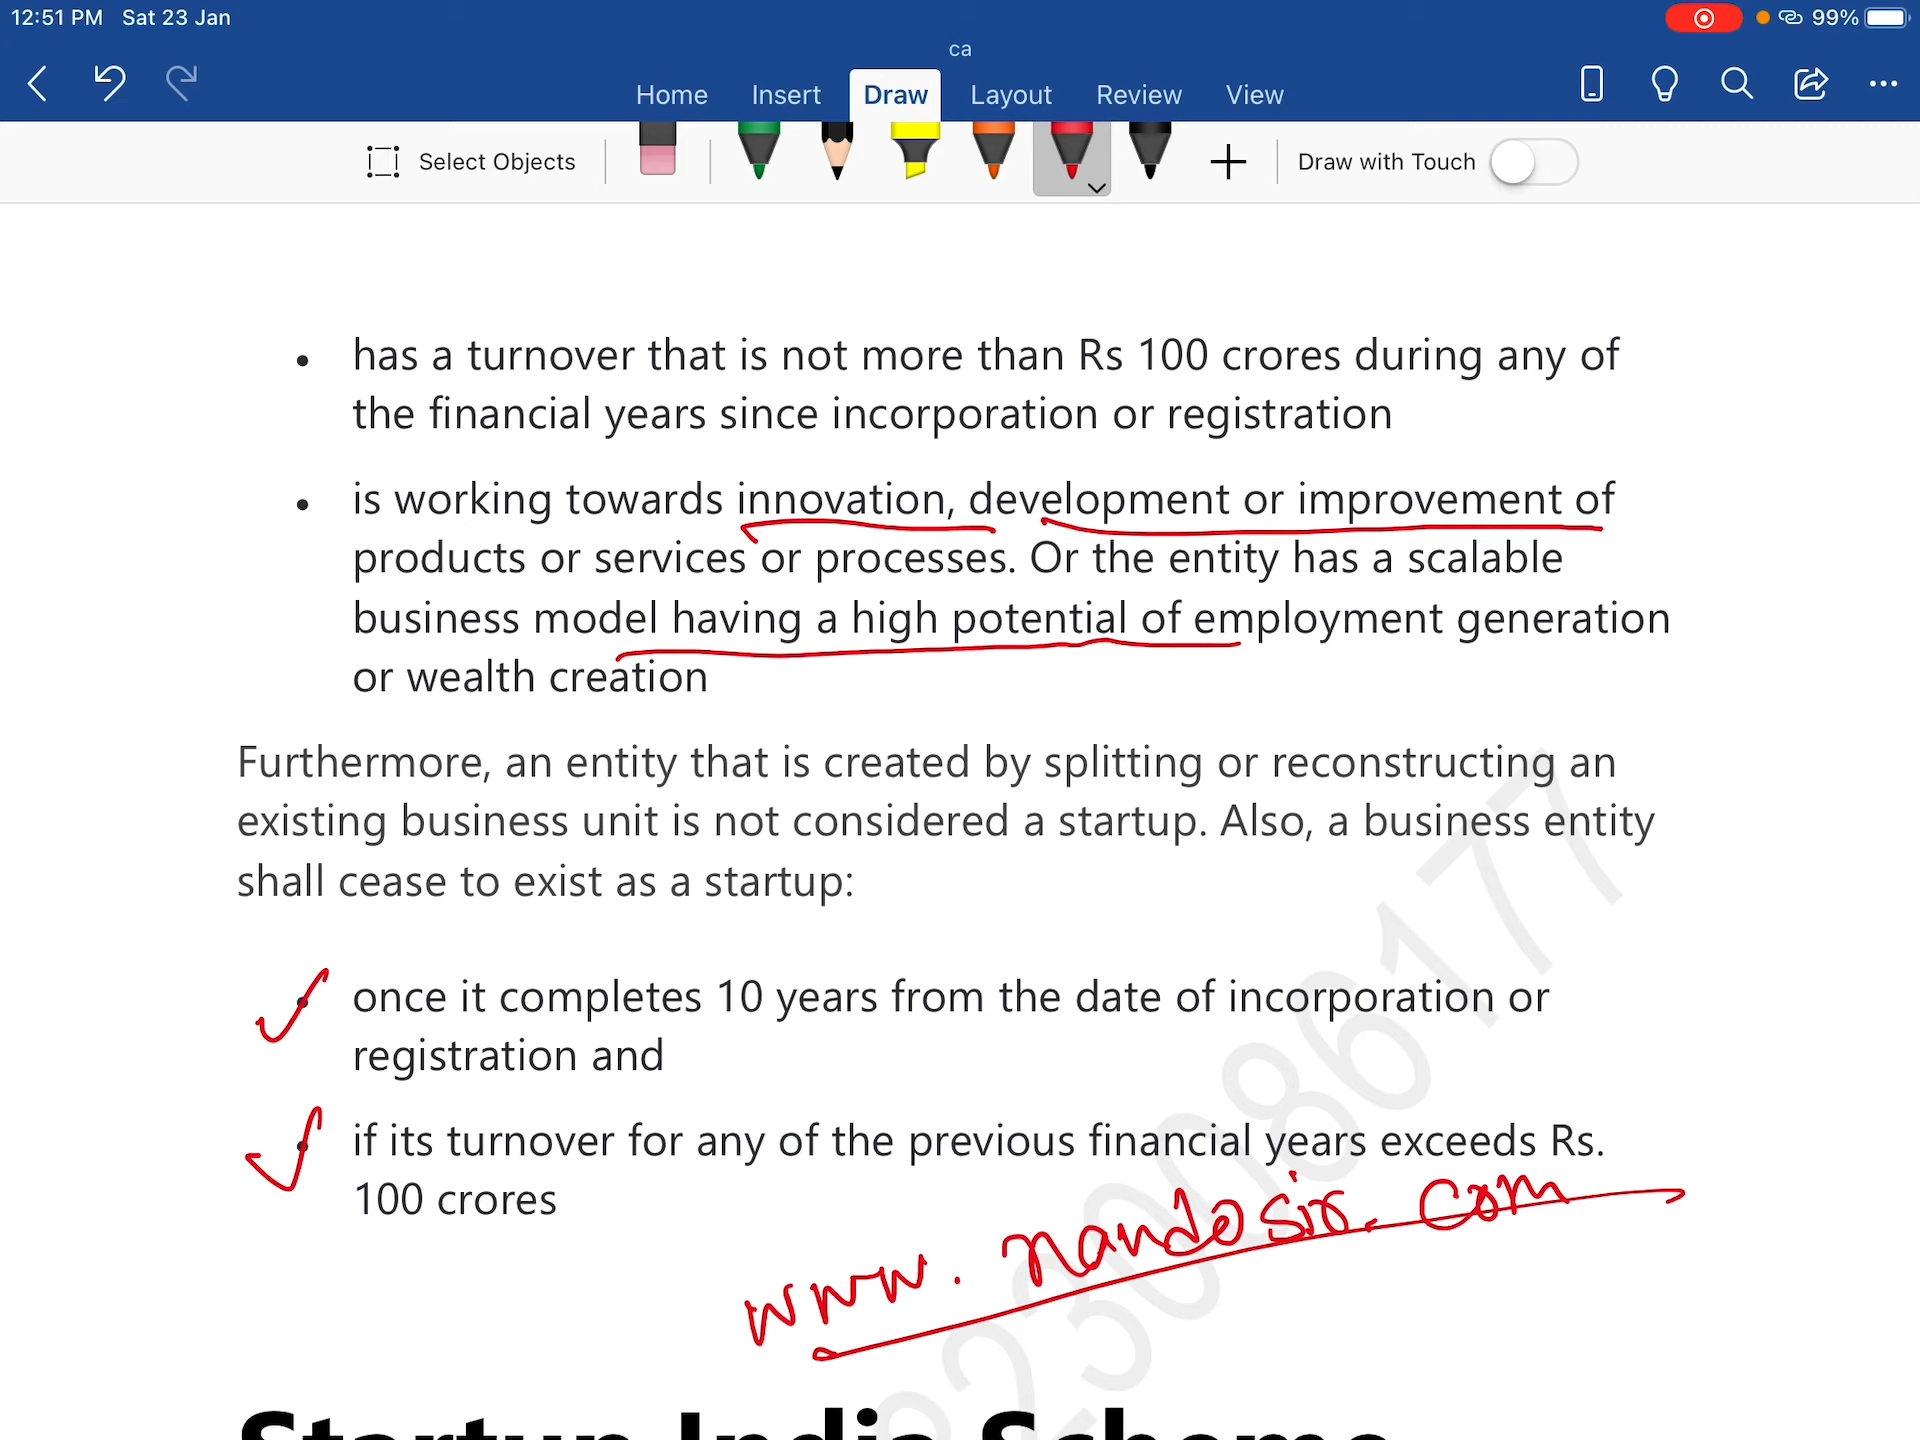 12:51 PM Sat 23 Jan
99%
ca
Home Insert Draw Layout Review View
Select Objects
Draw with Touch
• has a turnover that is not more than Rs 100 crores during any of
the financial years since incorporation or registration
• is working towards innovation, development or improvement of
products or services or processes. Or the entity has a scalable
business model having a high potential of employment generation
or wealth creation
Furthermore, an entity that is created by splitting or reconstructing an
existing business unit is not considered a startup. Also, a business entity
shall cease to exist as a startup:
• once it completes 10 years from the date of incorporation or
registration and
• if its turnover for any of the previous financial years exceeds Rs.
100 crores
www. nandosir. com
Startup India Scheme